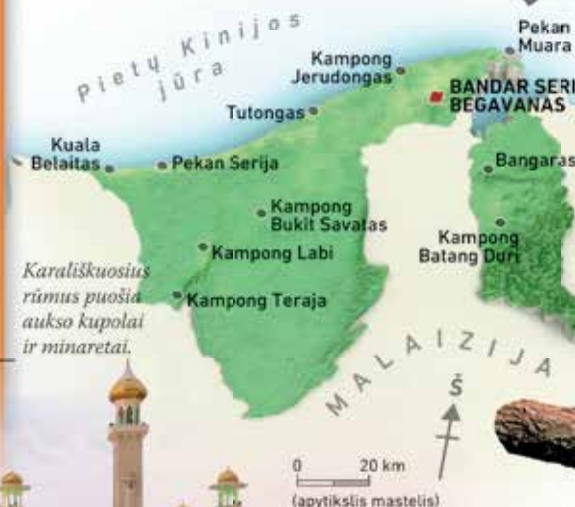 Pietų Kinijos
jūra
Pekan
Muara
Kampong
Jerudongas
BANDAR SERI
BEGAVANAS
Tutongas
Kuala
Belaitas
Pekan Serija
Bangaras
Kampong
Bukit Savatas
Kampong
Batang Duri
Kampong Labi
Karališkuosius
rūmus puošia
aukso kupolai
ir minaretai.
Kampong Teraja
MALAIZIJA
Š
0 20 km
(apytikslis mastelis)